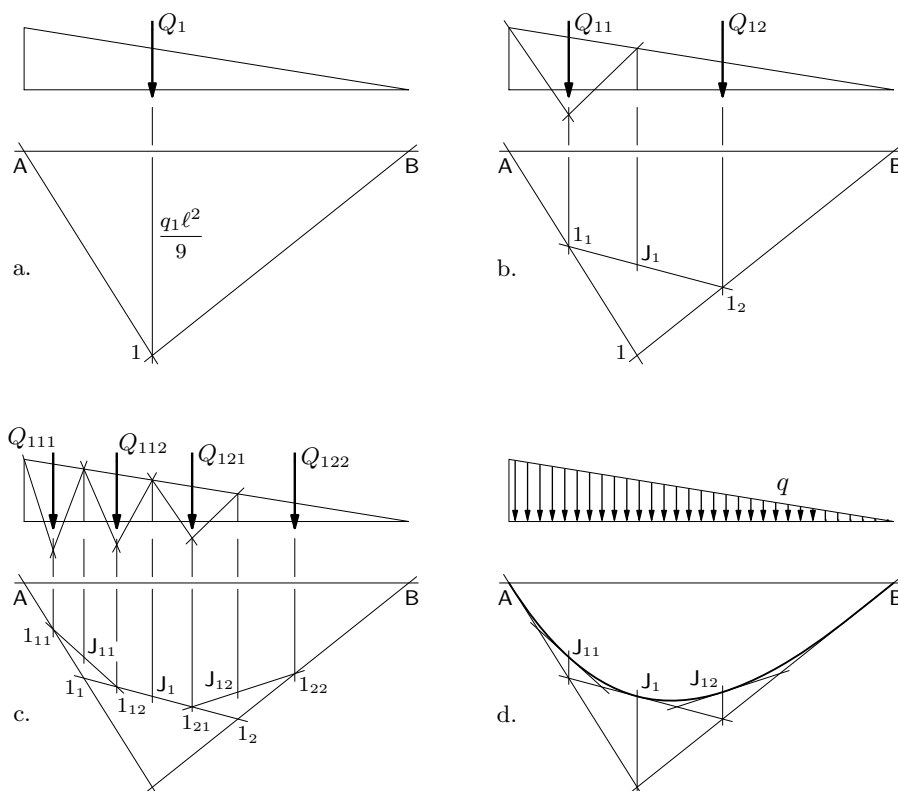 Q₁
A
B
q₁ℓ²
9
1
a.
Q₁₁
Q₁₂
A
B
1₁
J₁
1₂
1
b.
Q₁₁₁
Q₁₁₂
Q₁₂₁
Q₁₂₂
A
B
1₁₁
J₁₁
1₁
1₁₂
J₁
J₁₂
1₁₂₁
1₂₂
1₂₁
1₂
c.
q
A
B
J₁₁
J₁
J₁₂
d.